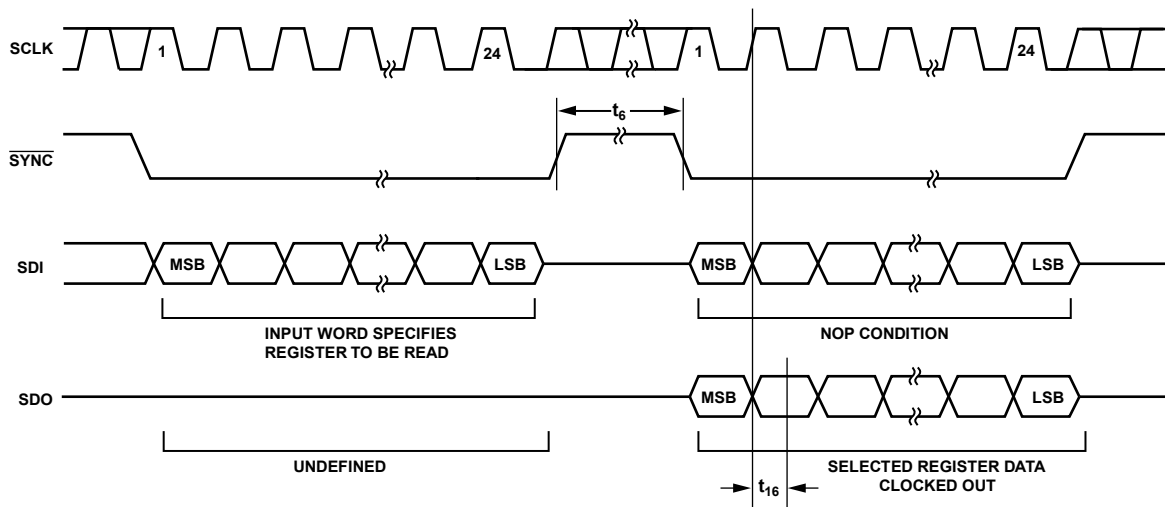 SCLK
1
24
1
24
t6
SYNC
SDI
MSB
LSB
MSB
LSB
INPUT WORD SPECIFIES
REGISTER TO BE READ
NOP CONDITION
SDO
MSB
LSB
UNDEFINED
t16
SELECTED REGISTER DATA
CLOCKED OUT